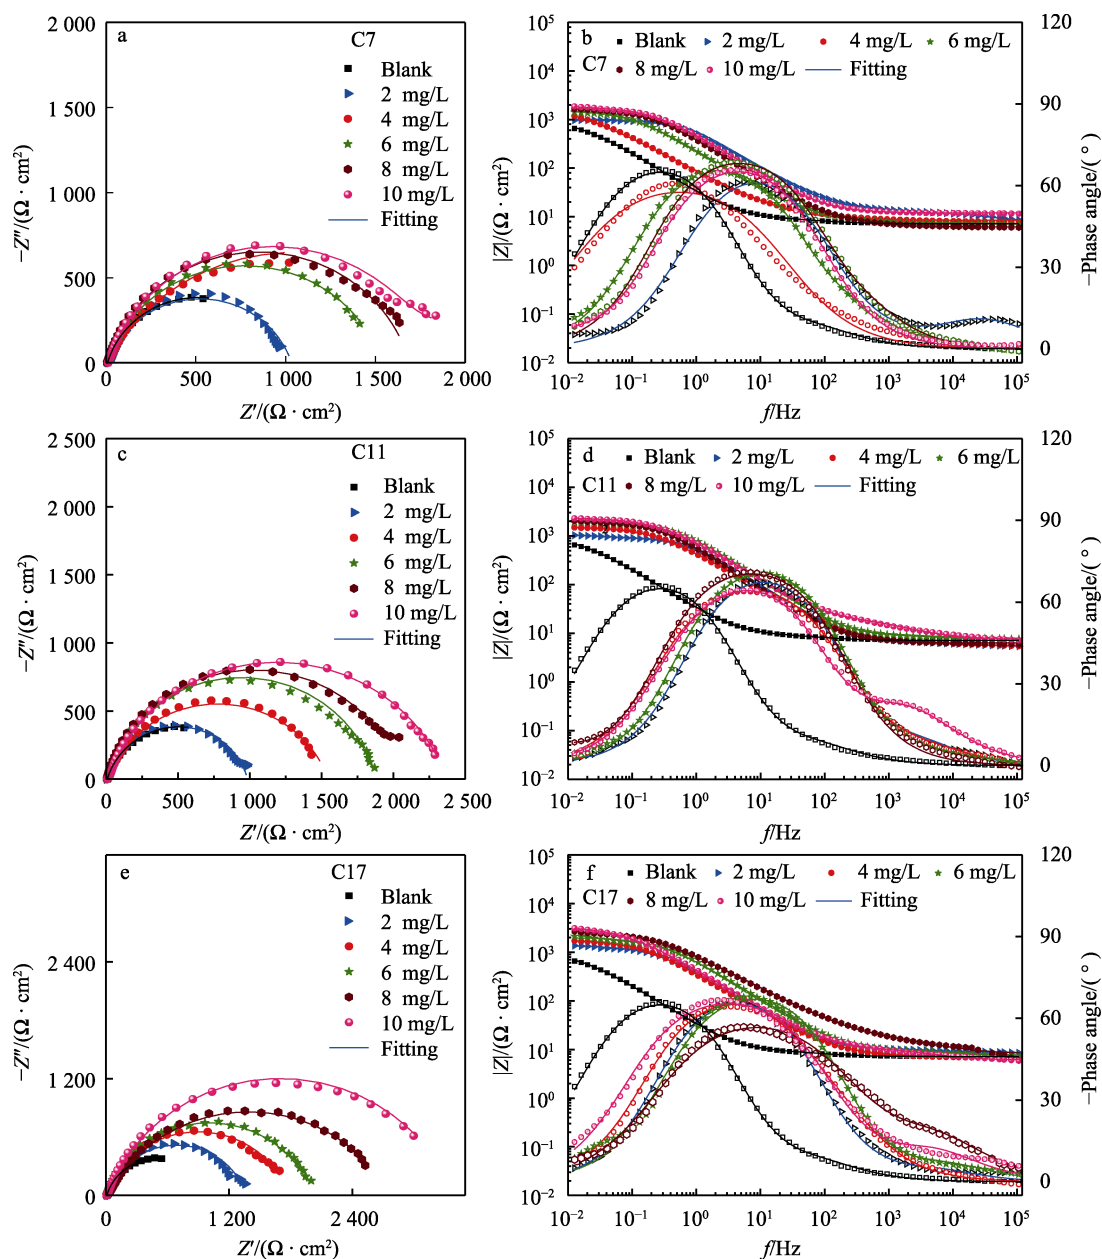 a
C7
Blank
2 mg/L
4 mg/L
6 mg/L
8 mg/L
10 mg/L
Fitting
2 000
1 500
1 000
500
0
−Z″/(Ω · cm²)
0
500
1 000
1 500
2 000
Z′/(Ω · cm²)
b
Blank
2 mg/L
4 mg/L
6 mg/L
C7
8 mg/L
10 mg/L
Fitting
10⁵
10⁴
10³
10²
10¹
10⁰
10⁻¹
10⁻²
|Z|/(Ω · cm²)
120
90
60
30
0
−Phase angle/(°)
10⁻²
10⁻¹
10⁰
10¹
10²
10³
10⁴
10⁵
f/Hz
c
C11
Blank
2 mg/L
4 mg/L
6 mg/L
8 mg/L
10 mg/L
Fitting
2 500
2 000
1 500
1 000
500
0
−Z″/(Ω · cm²)
0
500
1 000
1 500
2 000
2 500
Z′/(Ω · cm²)
d
Blank
2 mg/L
4 mg/L
6 mg/L
C11
8 mg/L
10 mg/L
Fitting
10⁵
10⁴
10³
10²
10¹
10⁰
10⁻¹
10⁻²
|Z|/(Ω · cm²)
120
90
60
30
0
−Phase angle/(°)
10⁻²
10⁻¹
10⁰
10¹
10²
10³
10⁴
10⁵
f/Hz
e
C17
Blank
2 mg/L
4 mg/L
6 mg/L
8 mg/L
10 mg/L
Fitting
2 400
1 200
0
−Z″/(Ω · cm²)
0
1 200
2 400
Z′/(Ω · cm²)
f
Blank
2 mg/L
4 mg/L
6 mg/L
C17
8 mg/L
10 mg/L
Fitting
10⁵
10⁴
10³
10²
10¹
10⁰
10⁻¹
10⁻²
|Z|/(Ω · cm²)
120
90
60
30
0
−Phase angle/(°)
10⁻²
10⁻¹
10⁰
10¹
10²
10³
10⁴
10⁵
f/Hz